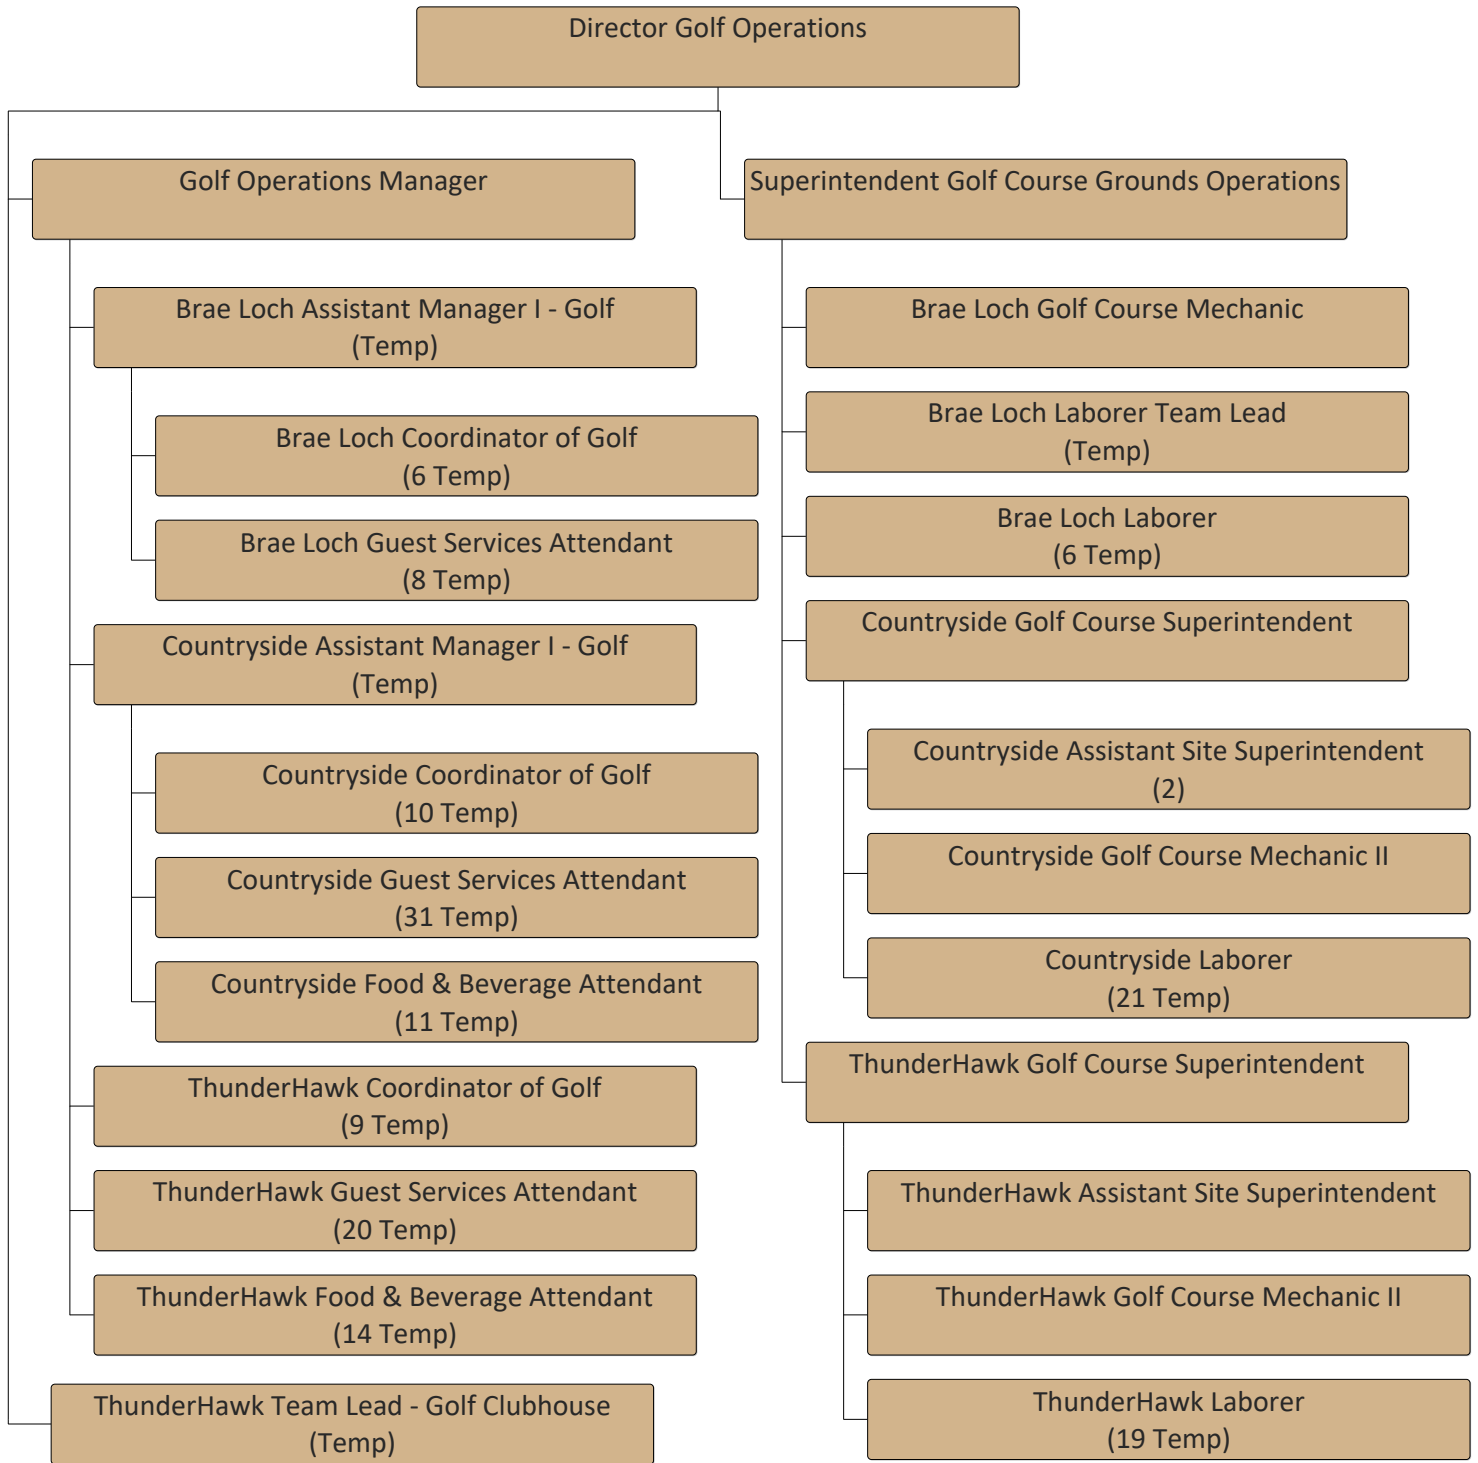 Director Golf Operations
Golf Operations Manager
Brae Loch Assistant Manager I - Golf
(Temp)
Brae Loch Coordinator of Golf
(6 Temp)
Brae Loch Guest Services Attendant
(8 Temp)
Countryside Assistant Manager I - Golf
(Temp)
Countryside Coordinator of Golf
(10 Temp)
Countryside Guest Services Attendant
(31 Temp)
Countryside Food & Beverage Attendant
(11 Temp)
ThunderHawk Coordinator of Golf
(9 Temp)
ThunderHawk Guest Services Attendant
(20 Temp)
ThunderHawk Food & Beverage Attendant
(14 Temp)
ThunderHawk Team Lead - Golf Clubhouse
(Temp)
Superintendent Golf Course Grounds Operations
Brae Loch Golf Course Mechanic
Brae Loch Laborer Team Lead
(Temp)
Brae Loch Laborer
(6 Temp)
Countryside Golf Course Superintendent
Countryside Assistant Site Superintendent
(2)
Countryside Golf Course Mechanic II
Countryside Laborer
(21 Temp)
ThunderHawk Golf Course Superintendent
ThunderHawk Assistant Site Superintendent
ThunderHawk Golf Course Mechanic II
ThunderHawk Laborer
(19 Temp)